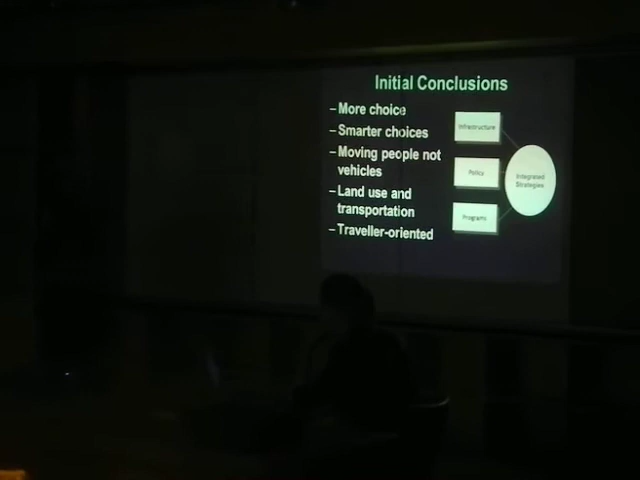 Initial Conclusions
– More choice
– Smarter choices
– Moving people not
vehicles
– Land use and
transportation
– Traveller-oriented
Infrastructure
Policy
Programs
Integrated
Strategies